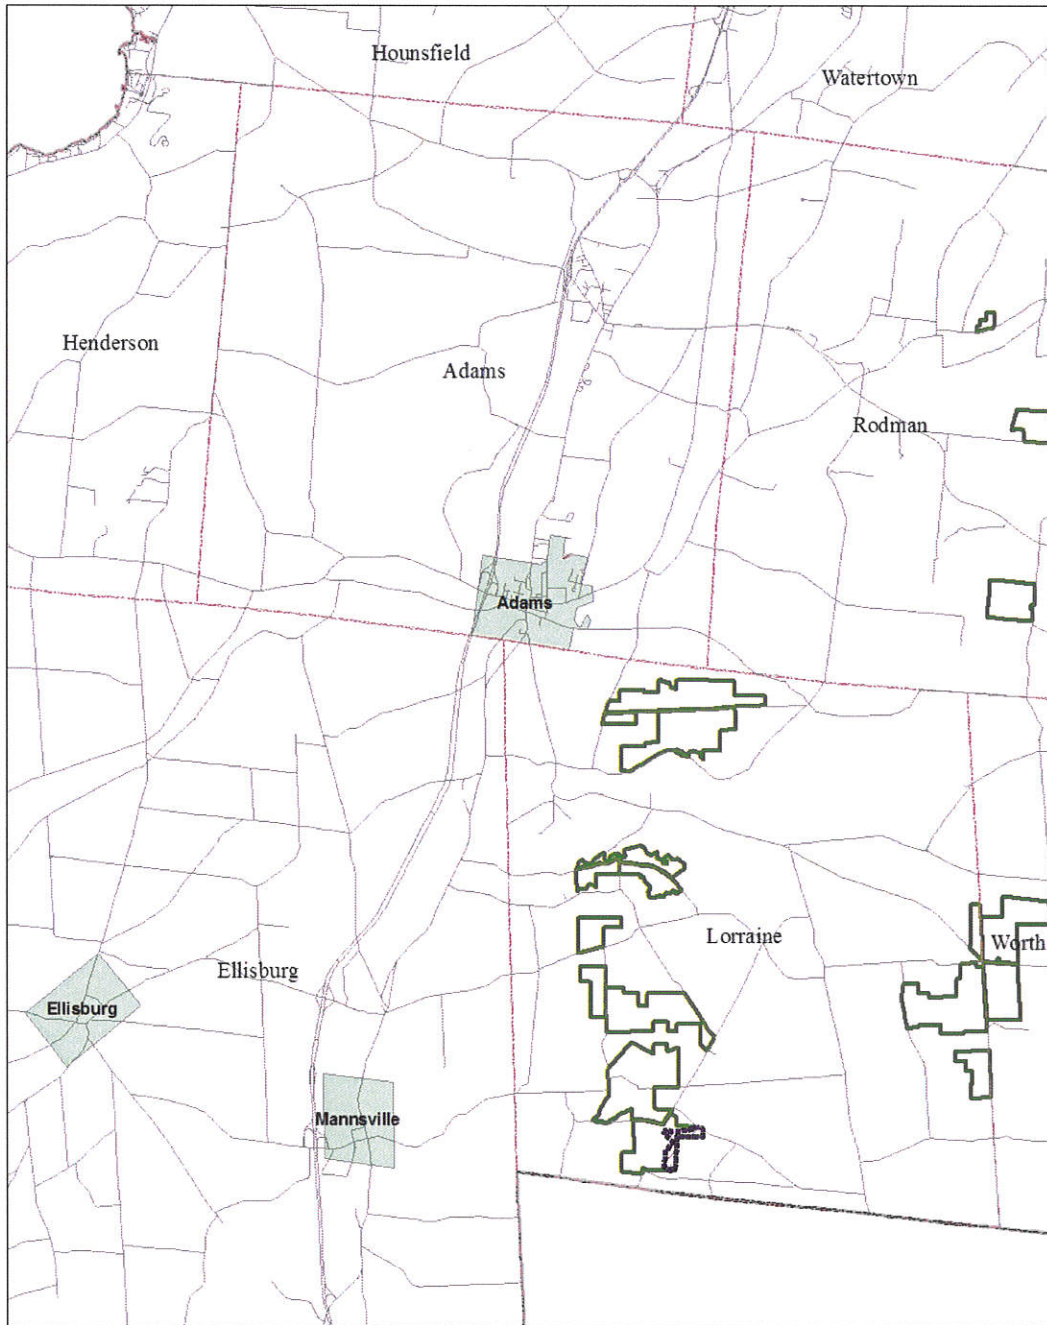 Hounsfield
Watertown
Henderson
Adams
Rodman
Adams
Lorraine
Worth
Ellisburg
Ellisburg
Mannsville